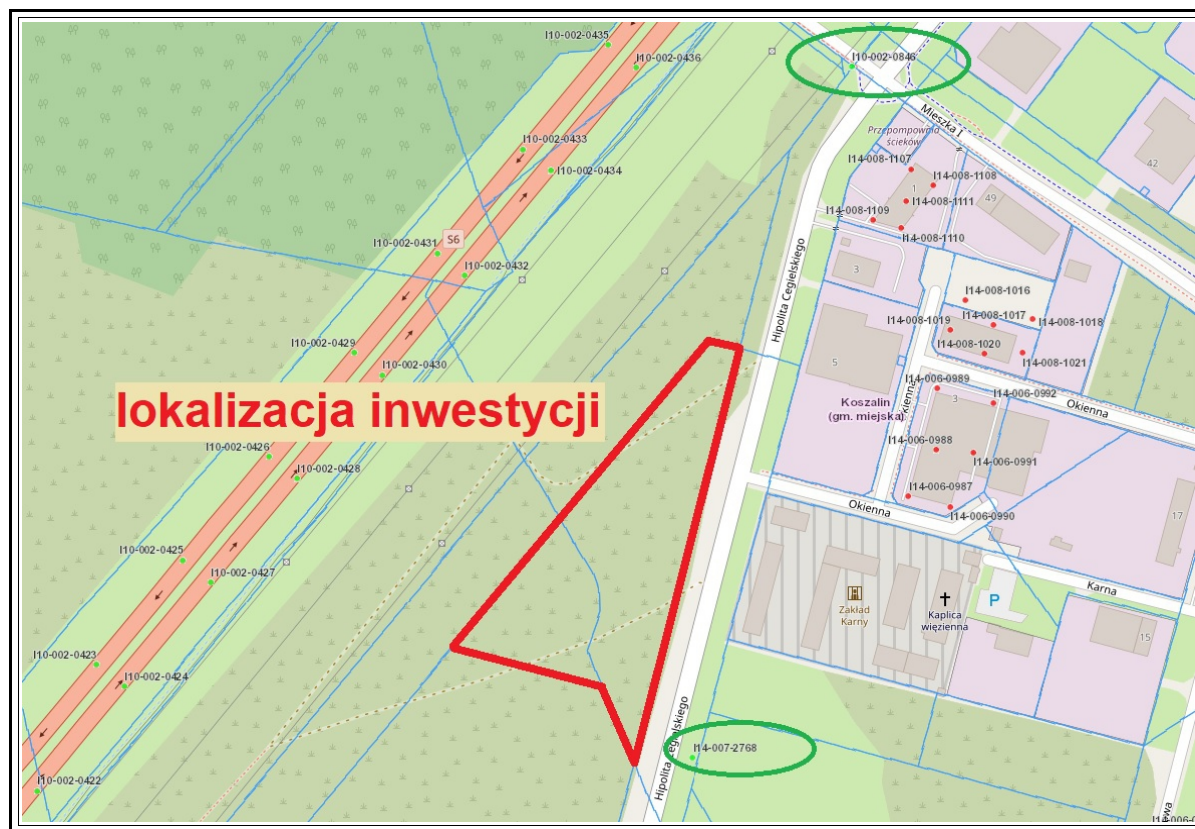 I10-002-0435
I10-002-0436
I10-002-0846
Mieszka I
Przepompownia
ścieków
42
I10-002-0433
I10-002-0434
I14-008-1107
I14-008-1108
1
I14-008-1111
49
I14-008-1109
I14-008-1110
I10-002-0431
S6
I10-002-0432
3
Hipolita Cegielskiego
I14-008-1016
I14-008-1019
I14-008-1017
I14-008-1018
I14-008-1020
I14-008-1021
I10-002-0429
I10-002-0430
5
I14-006-0989
3
I14-006-0992
Okienna
Okienna
Koszalin
(gm. miejska)
lokalizacja inwestycji
I10-002-0426
I10-002-0428
I14-006-0988
I14-006-0991
I14-006-0987
I14-006-0990
Okienna
17
I10-002-0425
I10-002-0427
Karna
Zakład
Karny
Kaplica
więzienna
P
15
I10-002-0423
I10-002-0424
Hipolita Cegielskiego
I14-007-2768
I10-002-0422